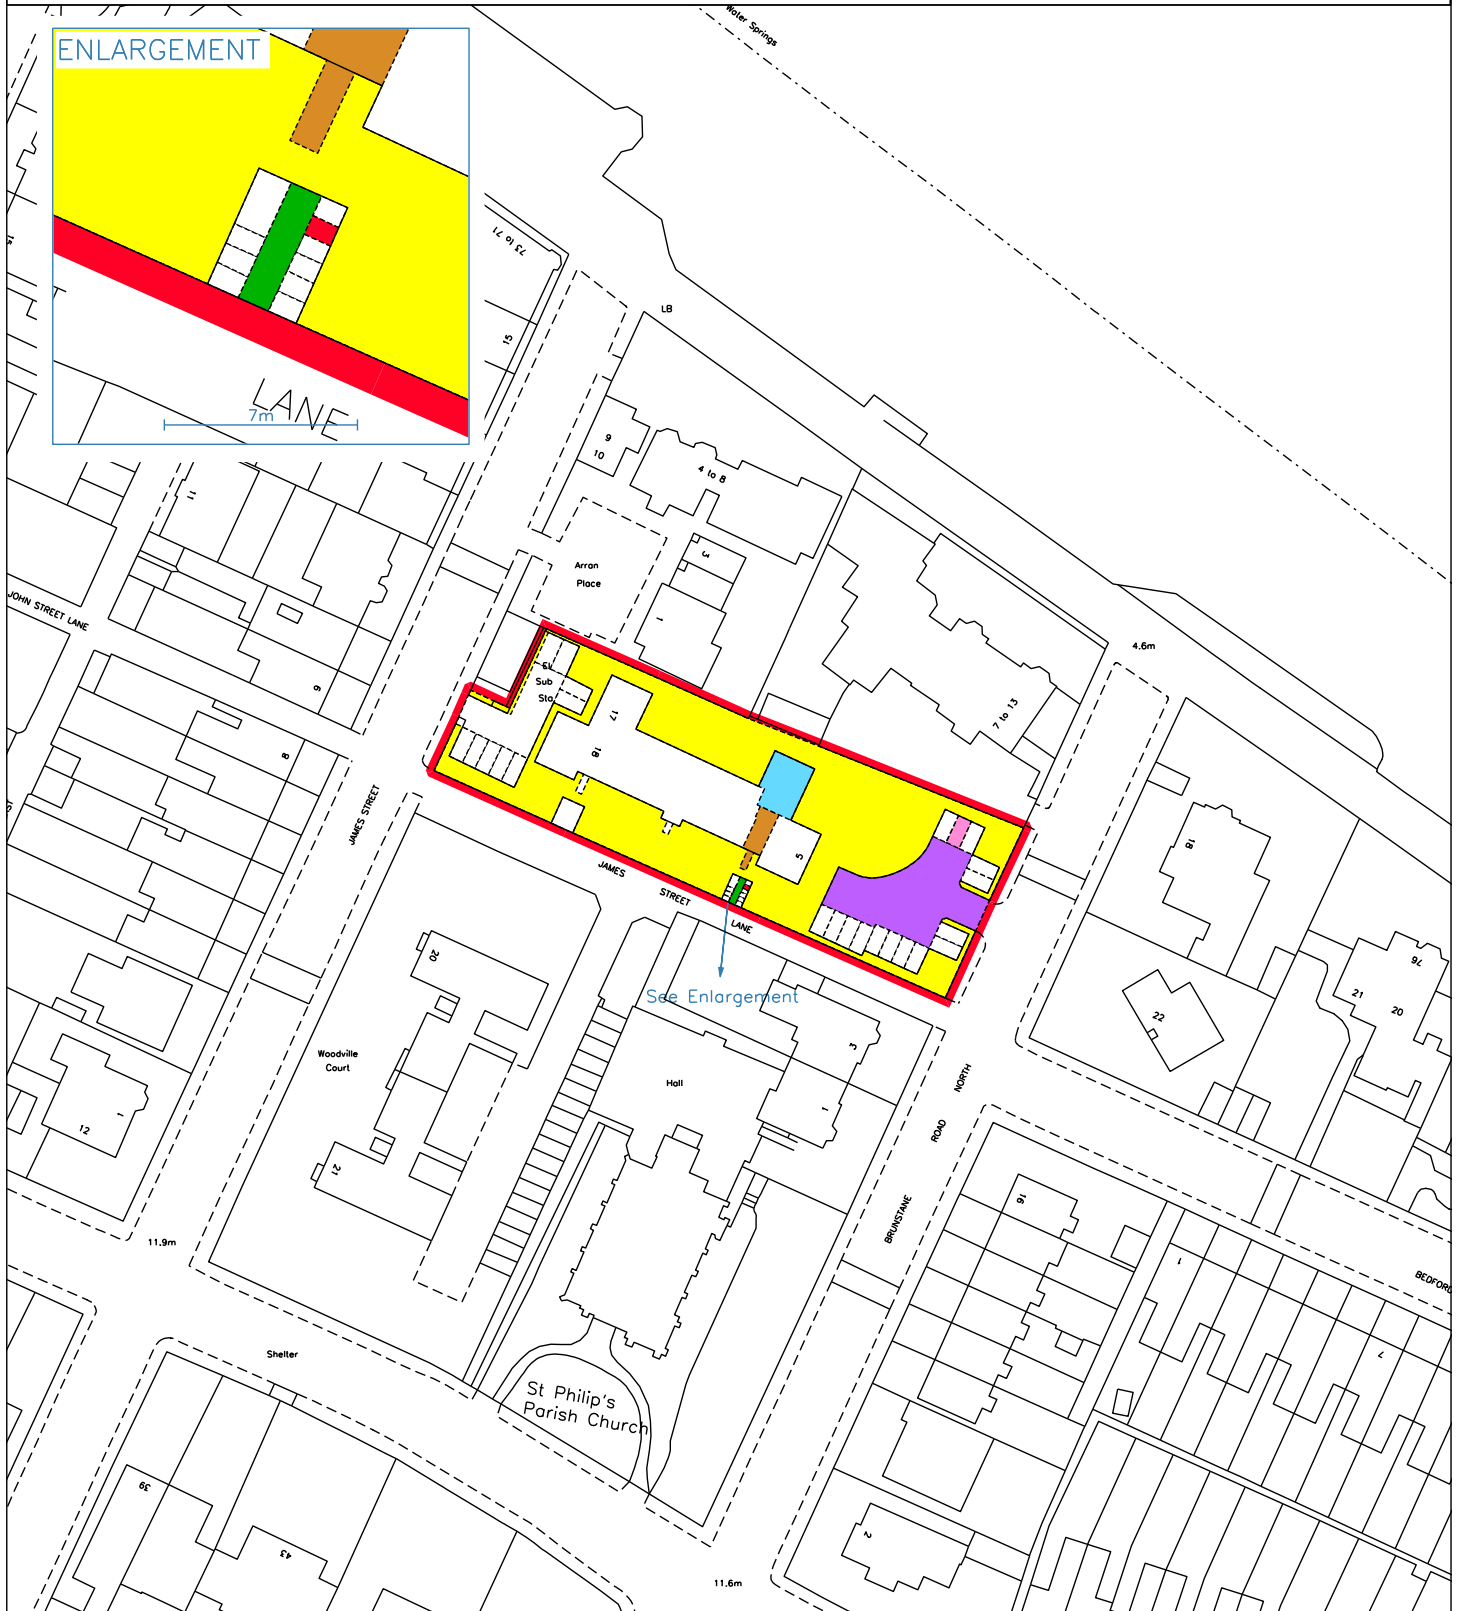 Water Springs
ENLARGEMENT
73 to 71
15
LB
LANE
7m
9
10
4 to 8
11
3
Arran
Place
JOHN STREET LANE
1
4.6m
El
Sub
Sta
9
17
7 to 13
18
8
JAMES STREET
18
5
JAMES STREET LANE
20
76
21
20
See Enlargement
22
Woodville
Court
3
Hall
NORTH
1
1
12
ROAD
21
16
BRUNSTANE
11.9m
1
BEDFORD
Shelter
7
St Philip's
Parish Church
39
43
2
11.6m